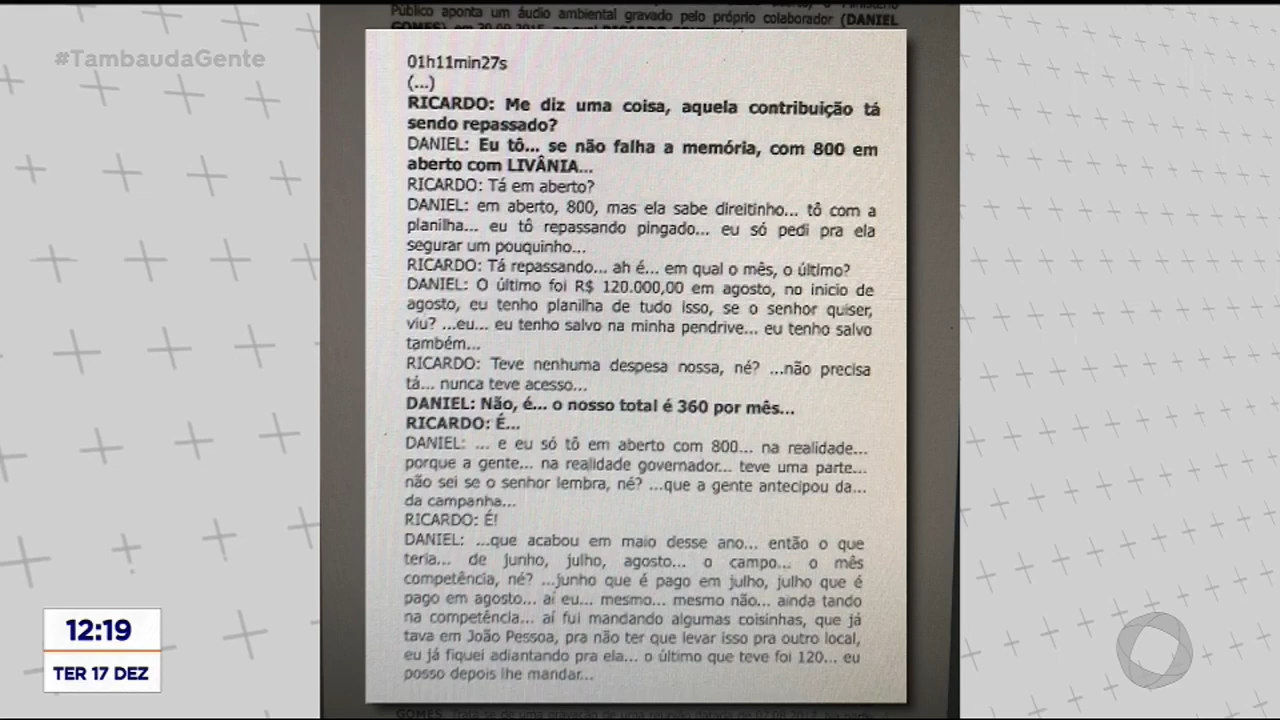 Público aponta um áudio ambiental gravado pelo próprio colaborador (DANIEL
#TambaudaGente
01h11min27s
(...)
RICARDO: Me diz uma coisa, aquela contribuição tá
sendo repassado?
DANIEL: Eu tô... se não falha a memória, com 800 em
aberto com LIVÂNIA...
RICARDO: Tá em aberto?
DANIEL: em aberto, 800, mas ela sabe direitinho... tô com a
planilha... eu tô repassando pingado... eu só pedi pra ela
segurar um pouquinho...
RICARDO: Tá repassando... ah é... em qual o mês, o último?
DANIEL: O último foi R$ 120.000,00 em agosto, no inicio de
agosto, eu tenho planilha de tudo isso, se o senhor quiser,
viu? ...eu... eu tenho salvo na minha pendrive... eu tenho salvo
também...
RICARDO: Teve nenhuma despesa nossa, né? ...não precisa
tá... nunca teve acesso...
DANIEL: Não, é... o nosso total é 360 por mês...
RICARDO: É...
DANIEL: ... e eu só tô em aberto com 800... na realidade...
porque a gente... na realidade governador... teve uma parte...
não sei se o senhor lembra, né? ...que a gente antecipou da...
da campanha...
RICARDO: É!
DANIEL: ...que acabou em maio desse ano... então o que
teria... de junho, julho, agosto... o campo... o mês
competência, né? ...junho que é pago em julho, julho que é
pago em agosto... aí eu... mesmo... mesmo não... ainda tando
na competência... aí fui mandando algumas coisinhas, que já
tava em João Pessoa, pra não ter que levar isso pra outro local,
eu já fiquei adiantando pra ela... o último que teve foi 120... eu
posso depois lhe mandar...
12:19
TER 17 DEZ